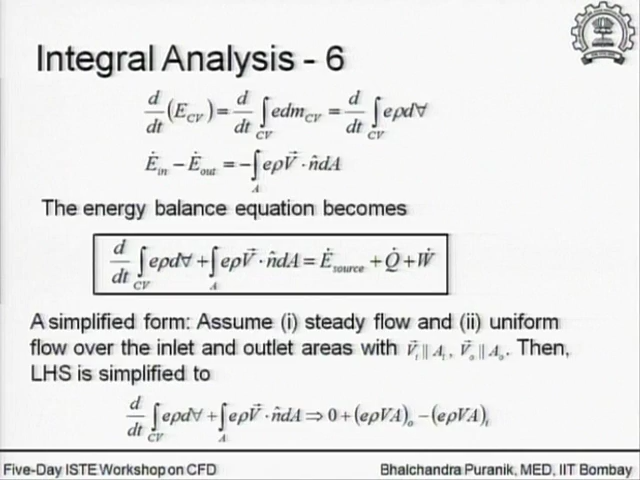 Integral Analysis - 6
d/dt (E_CV) = d/dt ∫_CV e dm_CV = d/dt ∫_CV eρd∀
Ė_in − Ė_out = −∫_A eρV⃗ · n̂dA
The energy balance equation becomes
d/dt ∫_CV eρd∀ + ∫_A eρV⃗ · n̂dA = Ė_source + Q̇ + Ẇ
A simplified form: Assume (i) steady flow and (ii) uniform
flow over the inlet and outlet areas with V⃗_i || A_i, V⃗_o || A_o. Then,
LHS is simplified to
d/dt ∫_CV eρd∀ + ∫_A eρV⃗ · n̂dA ⇒ 0 + (eρVA)_o − (eρVA)_i
Five-Day ISTE Workshop on CFD
Bhalchandra Puranik, MED, IIT Bombay